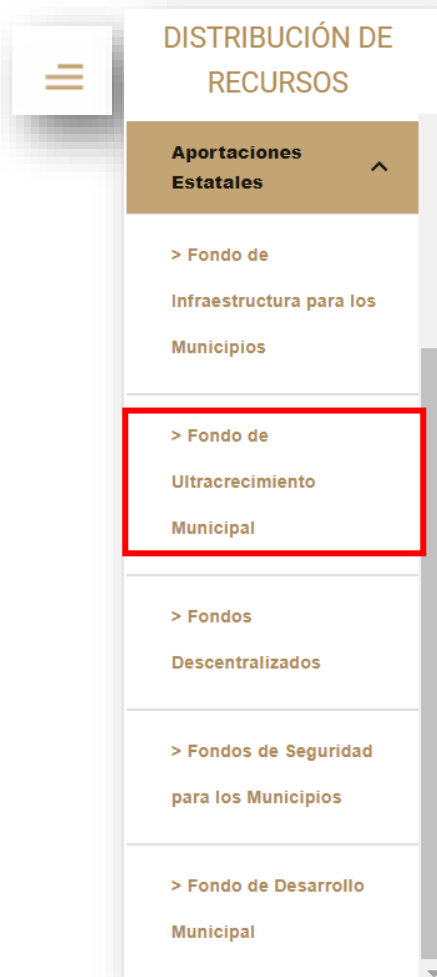 DISTRIBUCIÓN DE
RECURSOS
Aportaciones
Estatales
> Fondo de
Infraestructura para los
Municipios
> Fondo de
Ultracrecimiento
Municipal
> Fondos
Descentralizados
> Fondos de Seguridad
para los Municipios
> Fondo de Desarrollo
Municipal